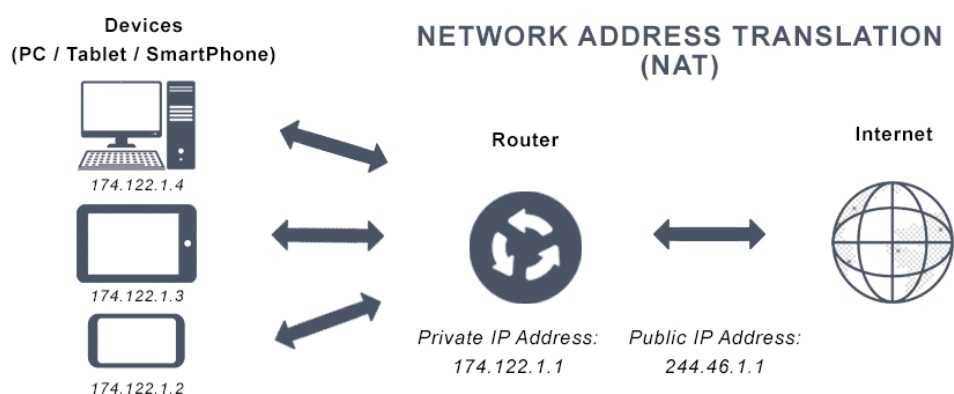 Devices
(PC / Tablet / SmartPhone)
NETWORK ADDRESS TRANSLATION
(NAT)
174.122.1.4
174.122.1.3
174.122.1.2
Router
Private IP Address:
174.122.1.1
Public IP Address:
244.46.1.1
Internet